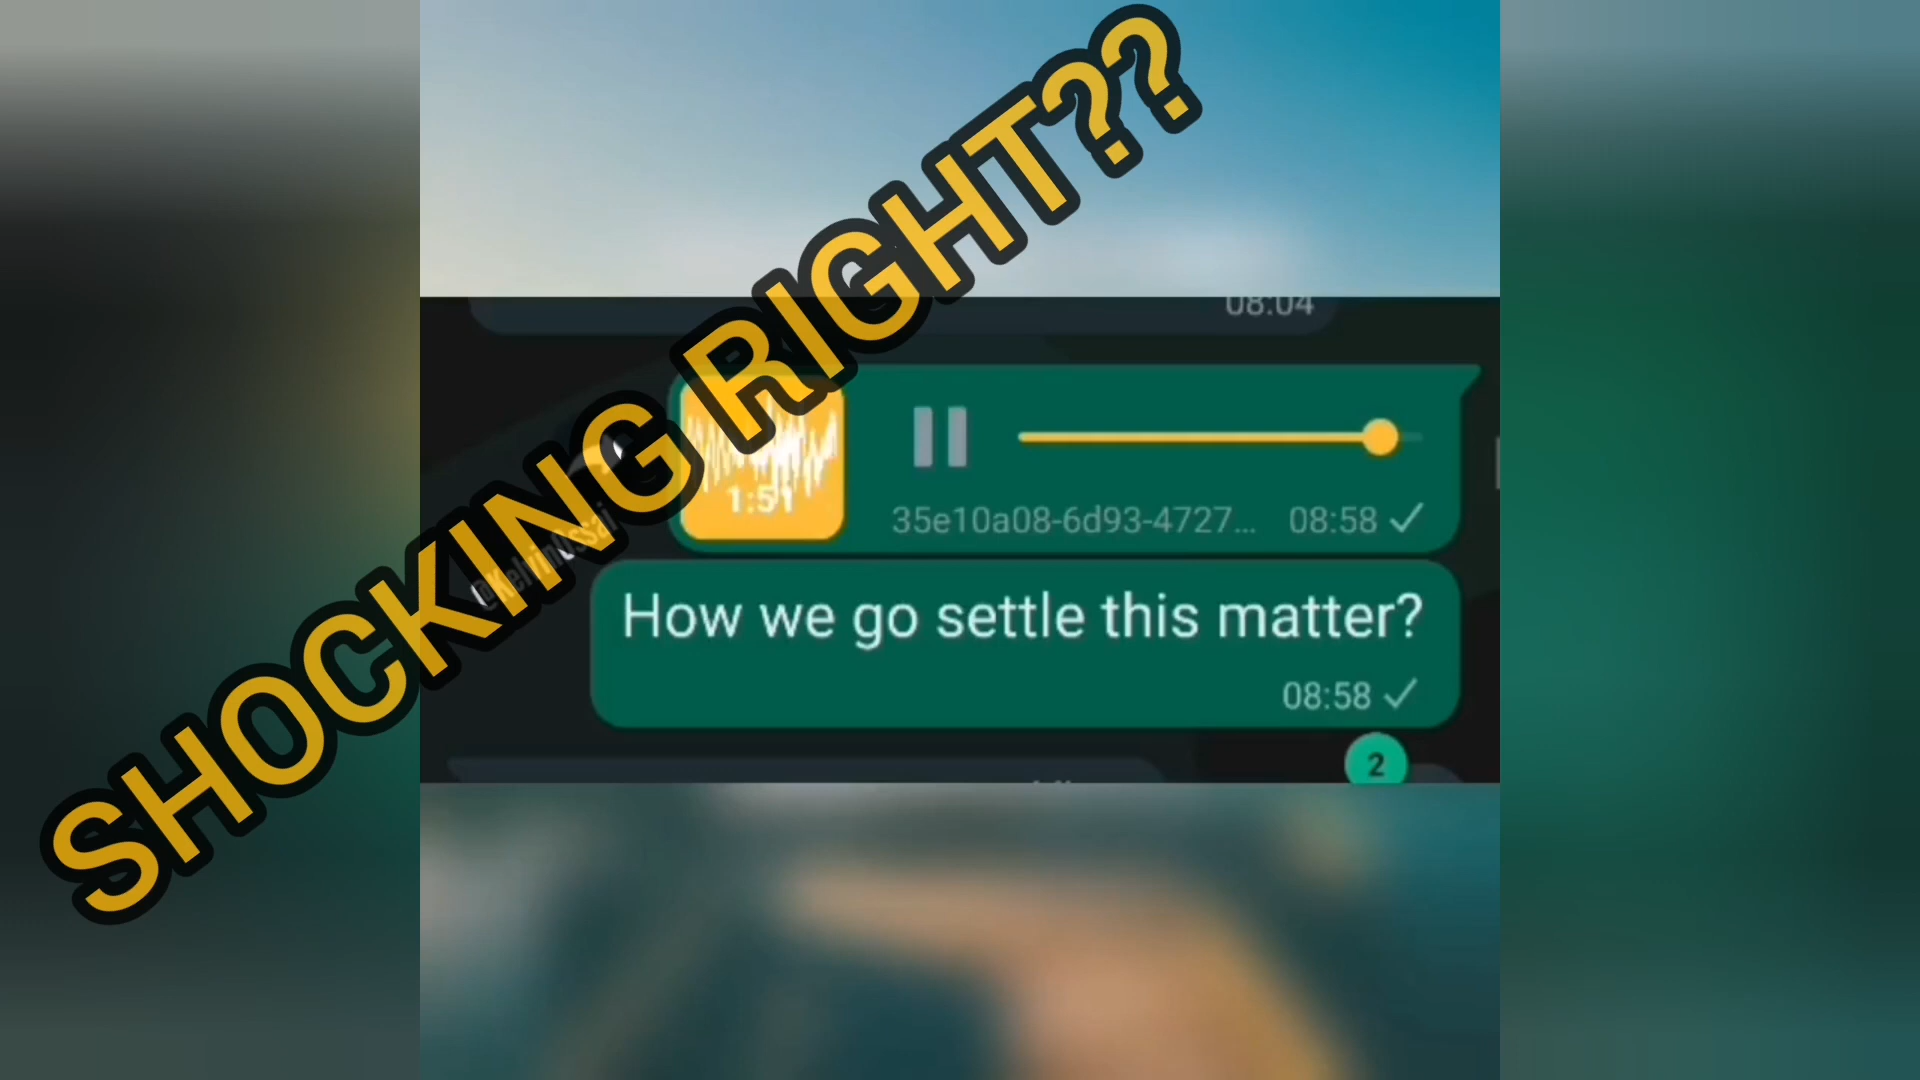 SHOCKING RIGHT??
08:04
1:51
35e10a08-6d93-4727... 08:58
@KelvinOssai
How we go settle this matter?
08:58
2